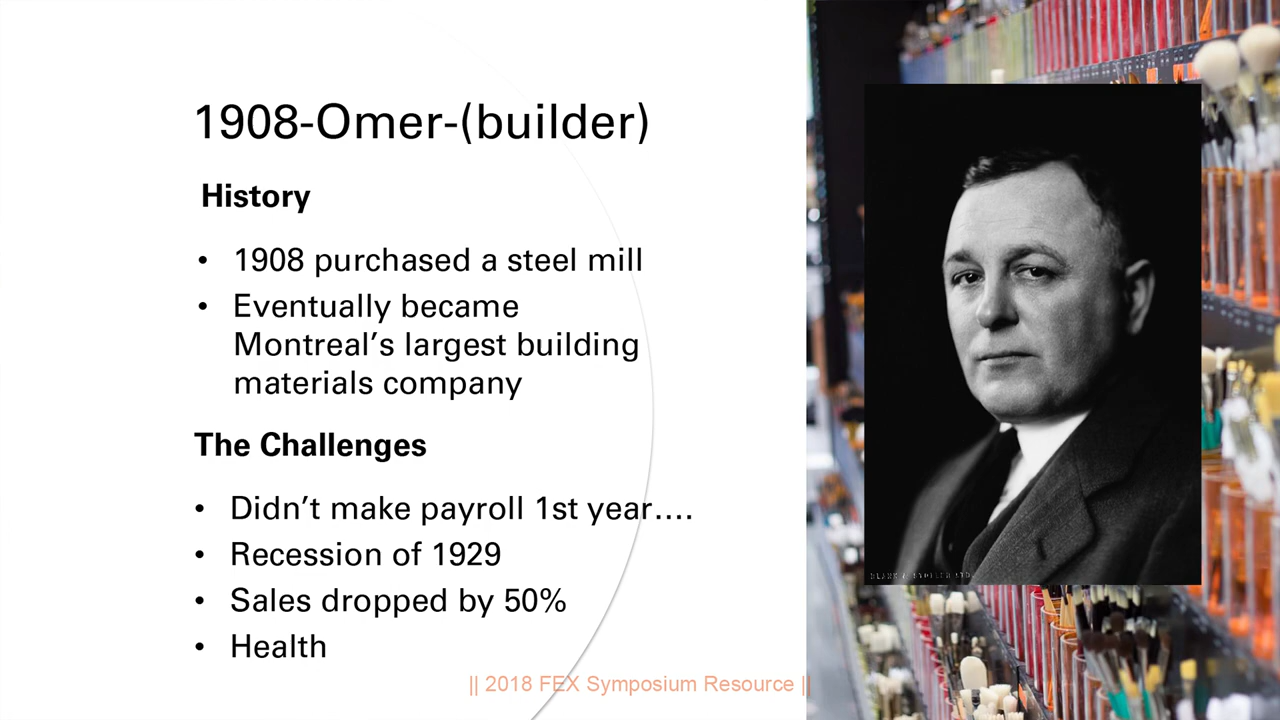 1908-Omer-(builder)
History
• 1908 purchased a steel mill
• Eventually became
Montreal’s largest building
materials company
The Challenges
• Didn’t make payroll 1st year....
• Recession of 1929
• Sales dropped by 50%
• Health
|| 2018 FEX Symposium Resource ||